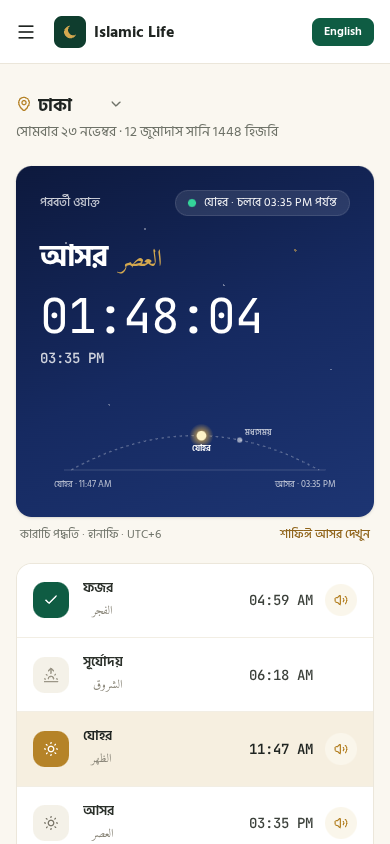 Islamic Life
English
ঢাকা
সোমবার ২৩ নভেম্বর · 12 জুমাদাস সানি 1448 হিজরি
পরবর্তী ওয়াক্ত
যোহর · চলবে 03:35 PM পর্যন্ত
আসর العصر
01:48:04
03:35 PM
মধ্যসময়
যোহর
যোহর · 11:47 AM
আসর · 03:35 PM
কারাচি পদ্ধতি · হানাফি · UTC+6
শাফিঈ আসর দেখুন
ফজর
الفجر
04:59 AM
সূর্যোদয়
الشروق
06:18 AM
যোহর
الظهر
11:47 AM
আসর
العصر
03:35 PM